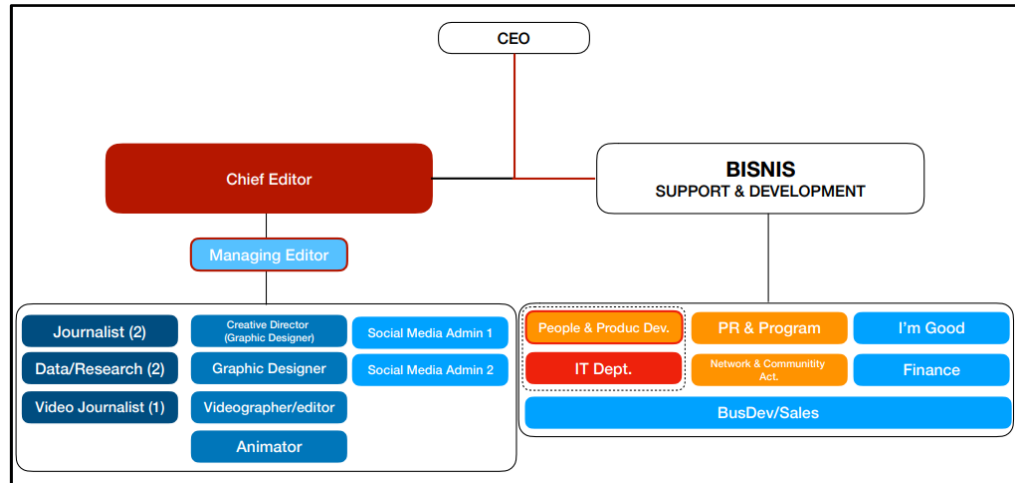 CEO
Chief Editor
BISNIS
SUPPORT & DEVELOPMENT
Managing Editor
Journalist (2)
Data/Research (2)
Video Journalist (1)
Creative Director
(Graphic Designer)
Graphic Designer
Videographer/editor
Animator
Social Media Admin 1
Social Media Admin 2
People & Produc Dev.
IT Dept.
PR & Program
Network & Communitity
Act.
I'm Good
Finance
BusDev/Sales